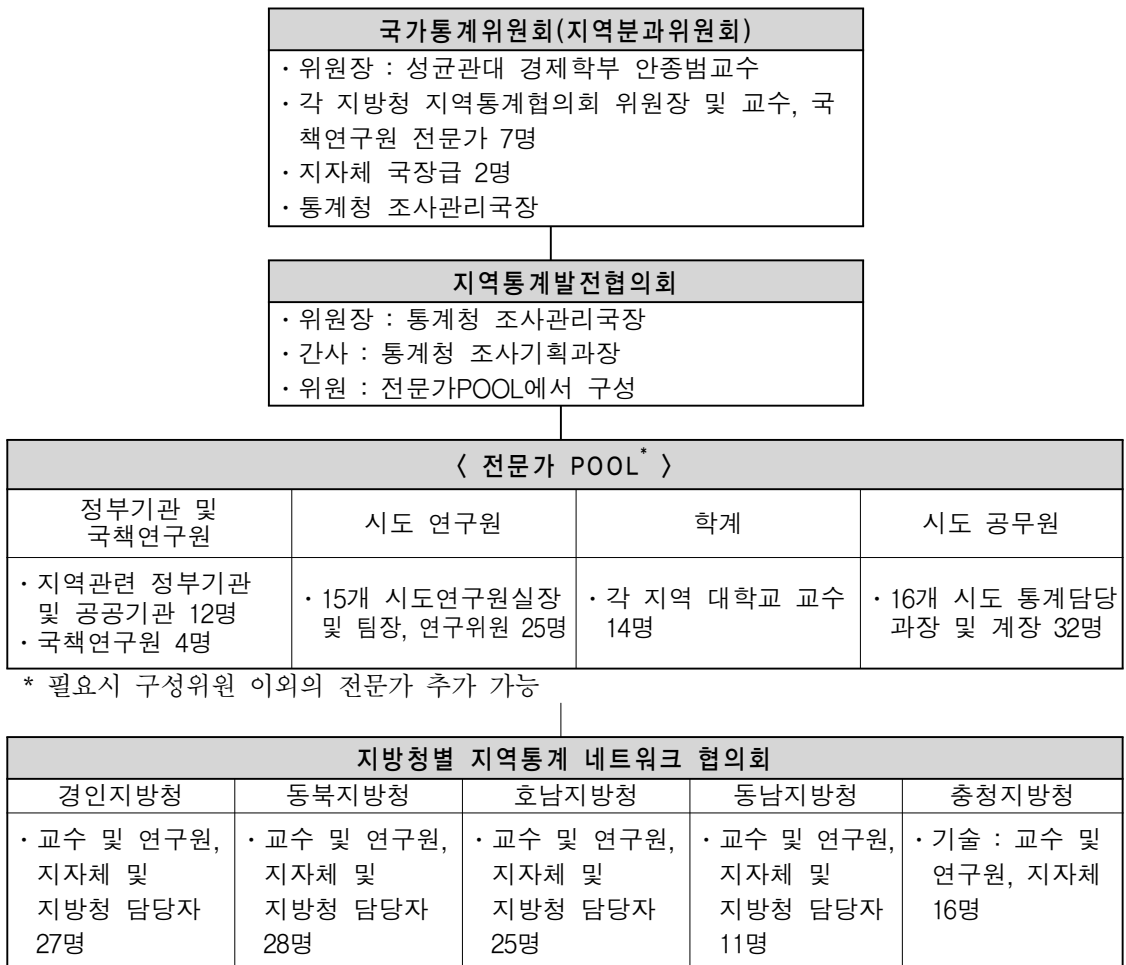 국가통계위원회(지역분과위원회)
· 위원장 : 성균관대 경제학부 안종범교수
· 각 지방청 지역통계협의회 위원장 및 교수, 국
책연구원 전문가 7명
· 지자체 국장급 2명
· 통계청 조사관리국장
지역통계발전협의회
· 위원장 : 통계청 조사관리국장
· 간사 : 통계청 조사기획과장
· 위원 : 전문가POOL에서 구성
< 전문가 POOL* >
정부기관 및
국책연구원
시도 연구원
학계
시도 공무원
· 지역관련 정부기관
및 공공기관 12명
· 국책연구원 4명
· 15개 시도연구원실장
및 팀장, 연구위원 25명
· 각 지역 대학교 교수
14명
· 16개 시도 통계담당
과장 및 계장 32명
* 필요시 구성위원 이외의 전문가 추가 가능
지방청별 지역통계 네트워크 협의회
경인지방청
동북지방청
호남지방청
동남지방청
충청지방청
· 교수 및 연구원,
지자체 및
지방청 담당자
27명
· 교수 및 연구원,
지자체 및
지방청 담당자
28명
· 교수 및 연구원,
지자체 및
지방청 담당자
25명
· 교수 및 연구원,
지자체 및
지방청 담당자
11명
· 기술 : 교수 및
연구원, 지자체
16명